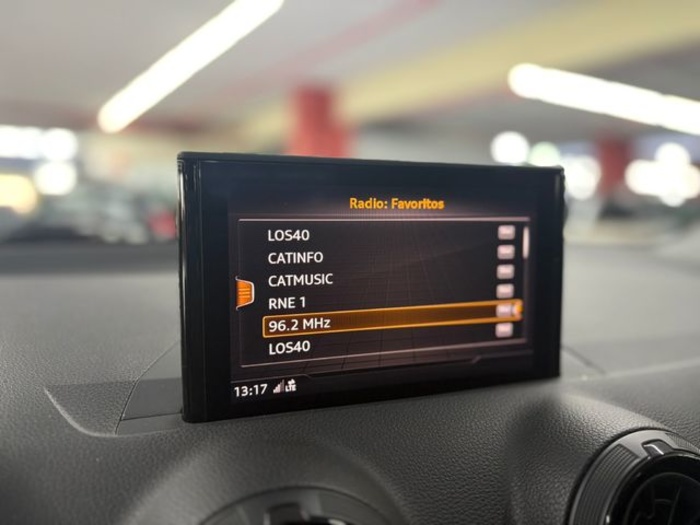 Radio: Favoritos
LOS40
CATINFO
CATMUSIC
RNE 1
96.2 MHz
LOS40
13:17 LTE